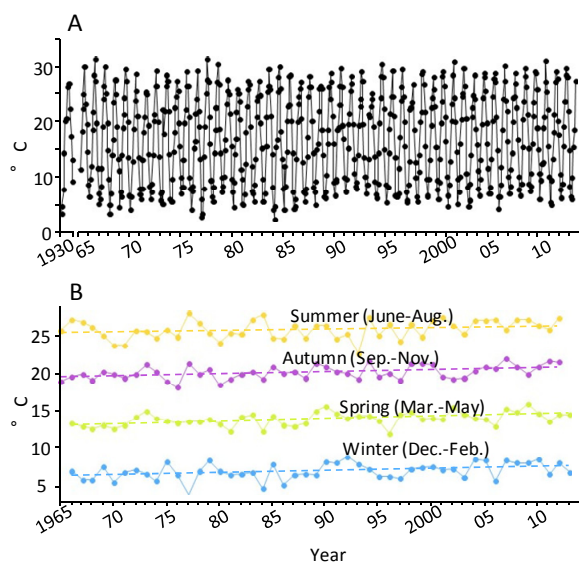 A
30
20
10
0
° C
1930 65 70 75 80 85 90 95 2000 05 10
Year
B
Summer (June-Aug.)
25
Autumn (Sep.-Nov.)
20
Spring (Mar.-May)
15
Winter (Dec.-Feb.)
10
5
° C
1965 70 75 80 85 90 95 2000 05 10
Year